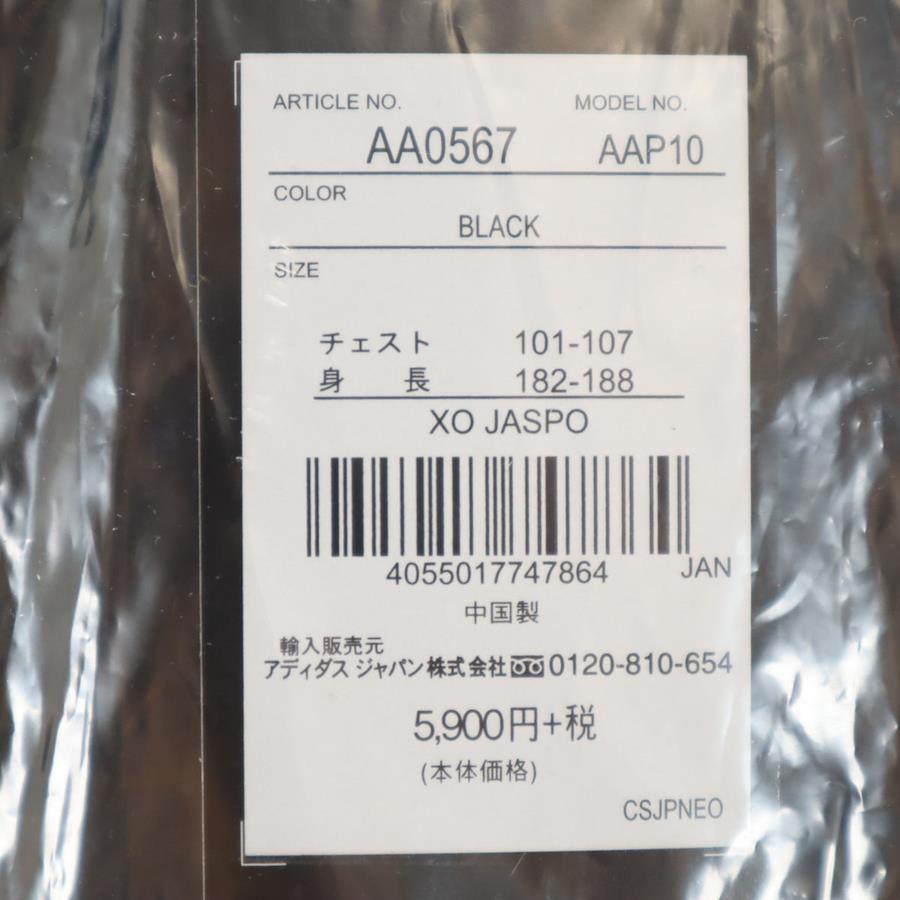 ARTICLE NO. MODEL NO.
AA0567 AAP10
COLOR
BLACK
SIZE
チェスト 101-107
身 長 182-188
XO JASPO
4055017747864 JAN
中国製
輸入販売元
アディダス ジャパン株式会社 0120-810-654
5,900円+税
(本体価格)
CSJPNEO